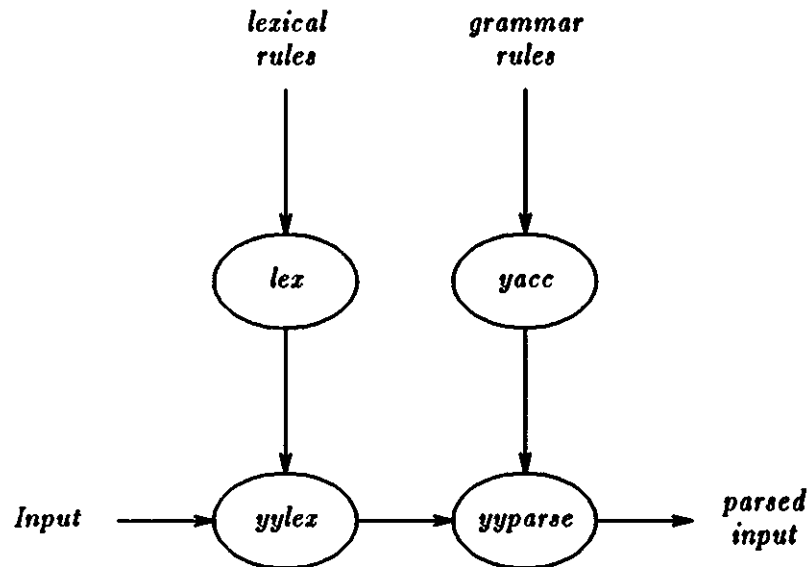 lexical
rules
grammar
rules
lex
yacc
Input
yylex
yyparse
parsed
input